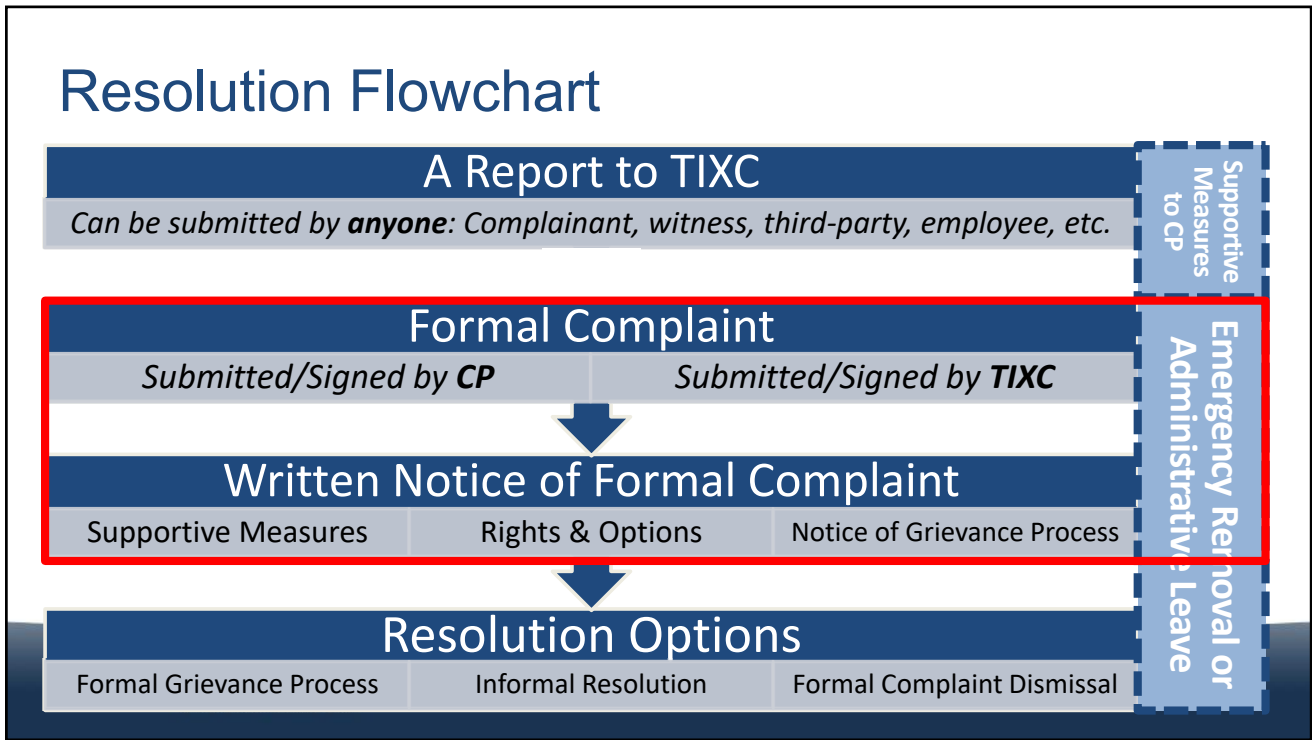 Resolution Flowchart
A Report to TIXC
Can be submitted by anyone: Complainant, witness, third-party, employee, etc.
Supportive
Measures
to CP
Formal Complaint
Submitted/Signed by CP
Submitted/Signed by TIXC
Written Notice of Formal Complaint
Supportive Measures
Rights & Options
Notice of Grievance Process
Emergency Removal or
Administrative Leave
Resolution Options
Formal Grievance Process
Informal Resolution
Formal Complaint Dismissal